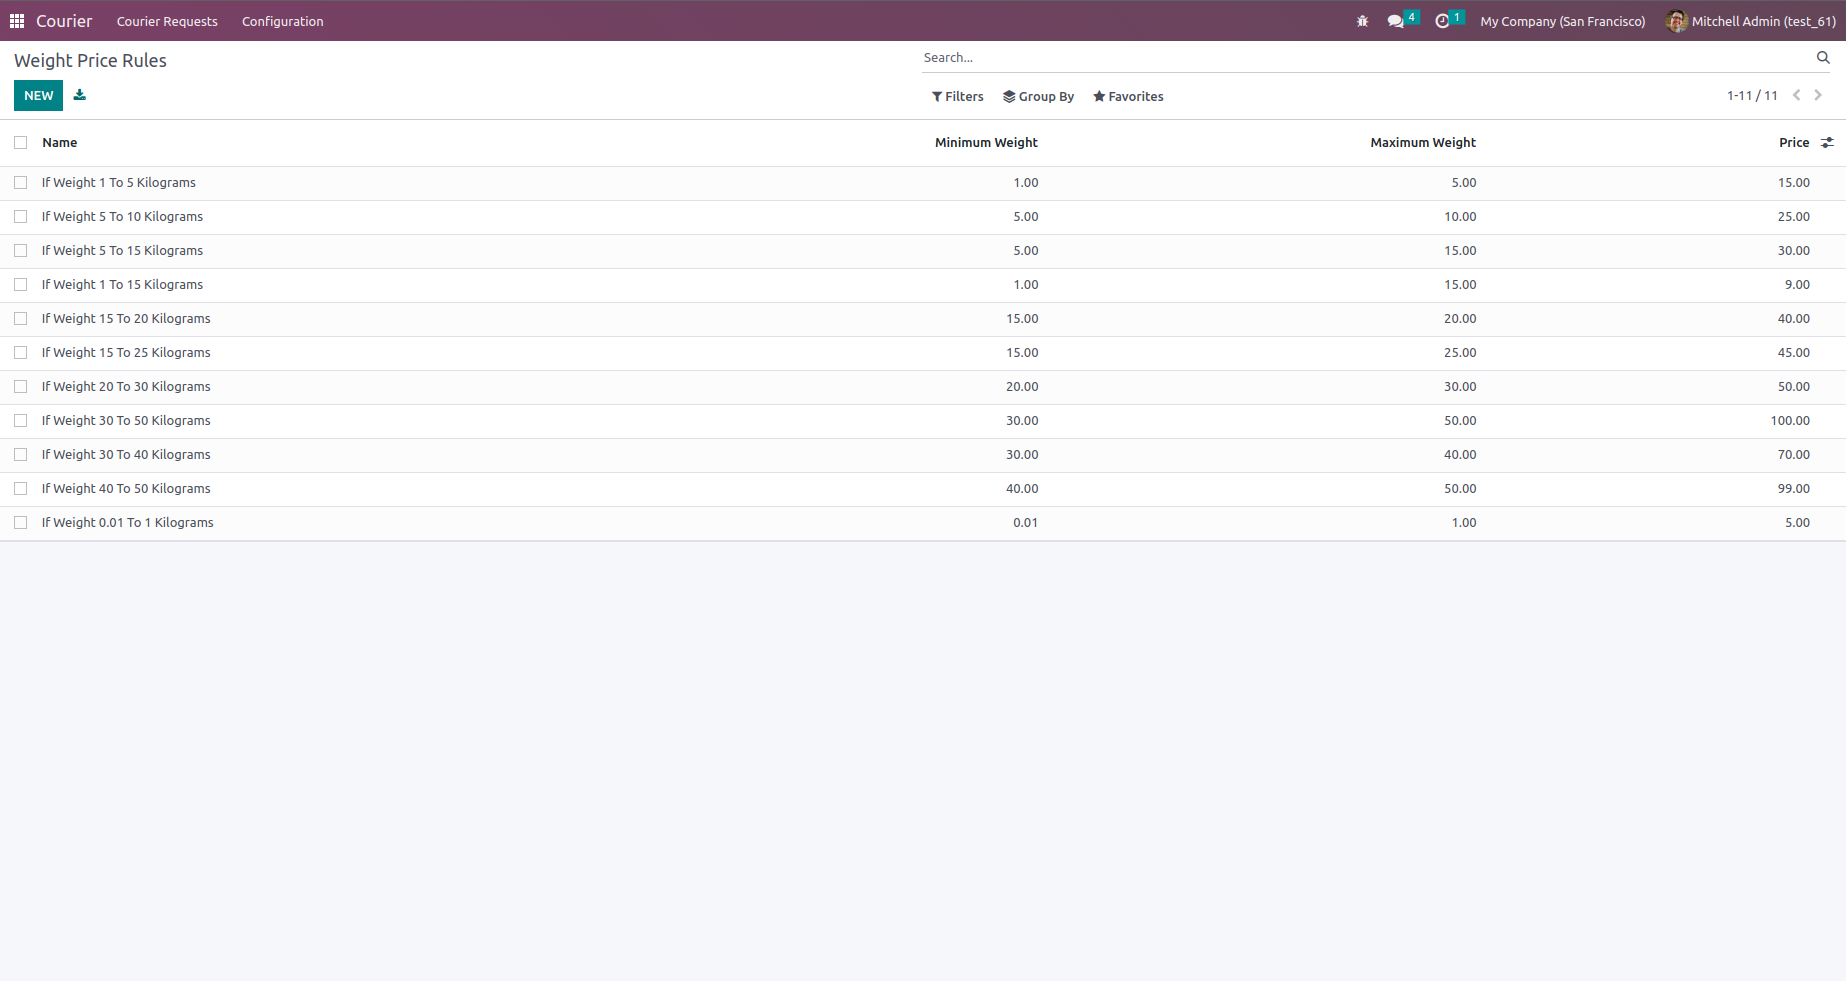 Courier Courier Requests Configuration 4 1 My Company (San Francisco) Mitchell Admin (test_61)
Weight Price Rules Search...
NEW Filters Group By Favorites 1-11 / 11
Name Minimum Weight Maximum Weight Price
If Weight 1 To 5 Kilograms 1.00 5.00 15.00
If Weight 5 To 10 Kilograms 5.00 10.00 25.00
If Weight 5 To 15 Kilograms 5.00 15.00 30.00
If Weight 1 To 15 Kilograms 1.00 15.00 9.00
If Weight 15 To 20 Kilograms 15.00 20.00 40.00
If Weight 15 To 25 Kilograms 15.00 25.00 45.00
If Weight 20 To 30 Kilograms 20.00 30.00 50.00
If Weight 30 To 50 Kilograms 30.00 50.00 100.00
If Weight 30 To 40 Kilograms 30.00 40.00 70.00
If Weight 40 To 50 Kilograms 40.00 50.00 99.00
If Weight 0.01 To 1 Kilograms 0.01 1.00 5.00